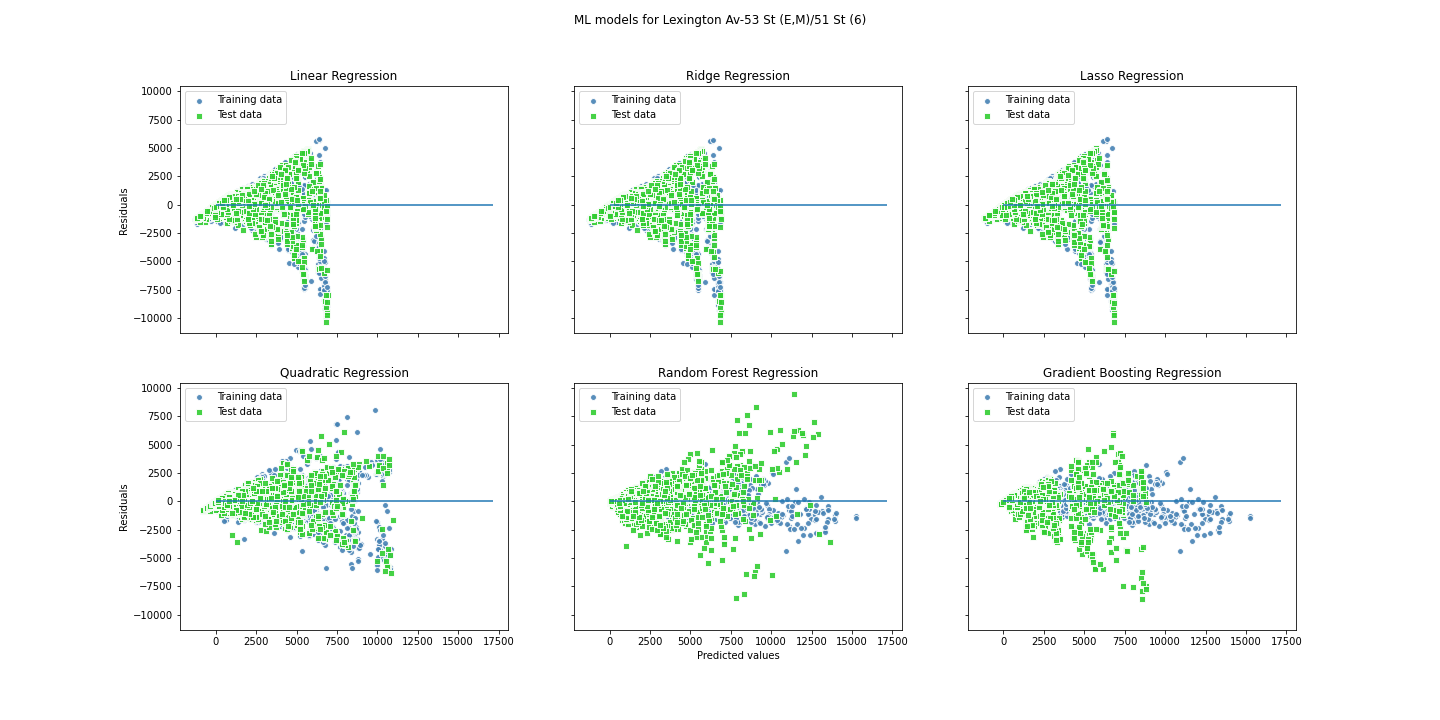 ML models for Lexington Av-53 St (E,M)/51 St (6)
Linear Regression
Training data
Test data
10000
7500
5000
2500
0
−2500
−5000
−7500
−10000
Residuals
Ridge Regression
Training data
Test data
Lasso Regression
Training data
Test data
Quadratic Regression
Training data
Test data
10000
7500
5000
2500
0
−2500
−5000
−7500
−10000
Residuals
0 2500 5000 7500 10000 12500 15000 17500
Random Forest Regression
Training data
Test data
0 2500 5000 7500 10000 12500 15000 17500
Predicted values
Gradient Boosting Regression
Training data
Test data
0 2500 5000 7500 10000 12500 15000 17500